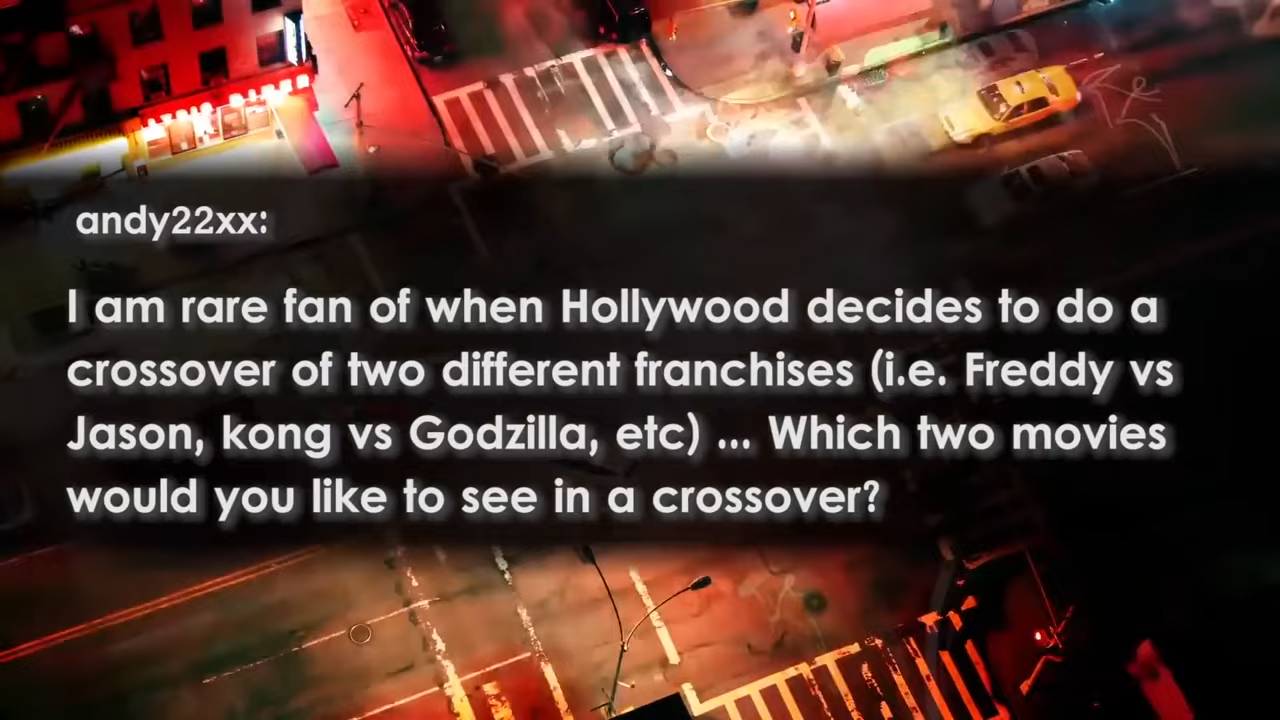 andy22xx:
I am rare fan of when Hollywood decides to do a
crossover of two different franchises (i.e. Freddy vs
Jason, kong vs Godzilla, etc) ... Which two movies
would you like to see in a crossover?